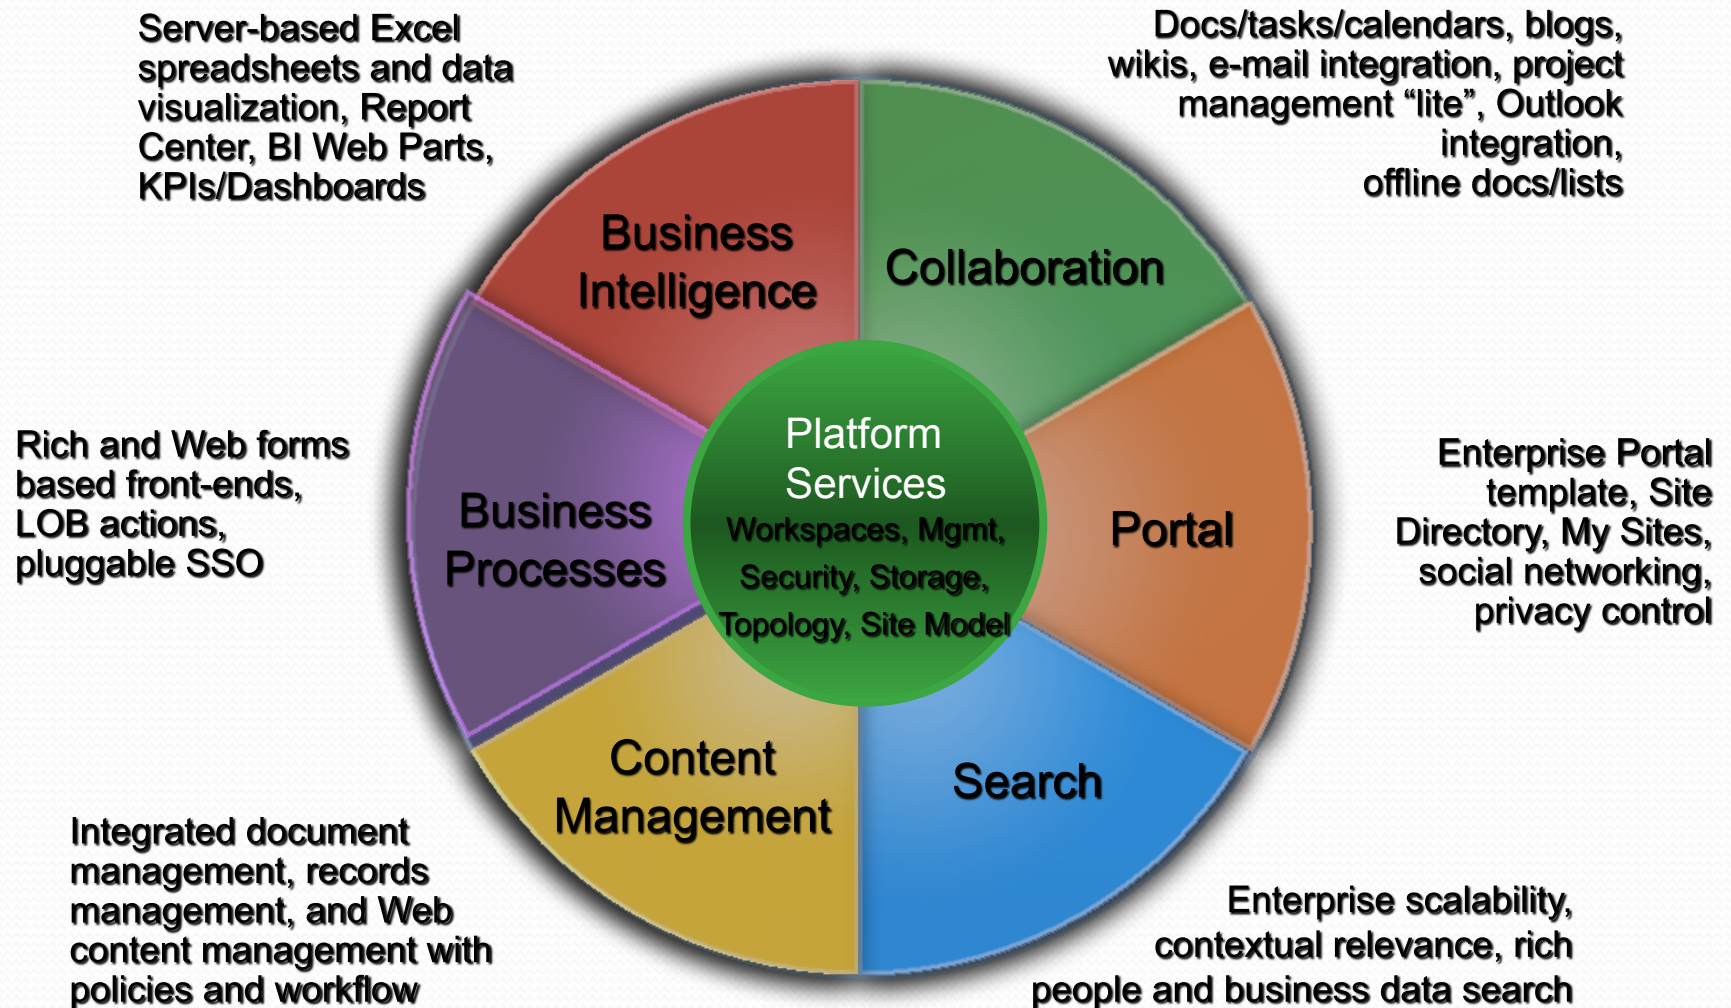 Server-based Excel
spreadsheets and data
visualization, Report
Center, BI Web Parts,
KPIs/Dashboards
Docs/tasks/calendars, blogs,
wikis, e-mail integration, project
management “lite”, Outlook
integration,
offline docs/lists
Business
Intelligence
Collaboration
Rich and Web forms
based front-ends,
LOB actions,
pluggable SSO
Business
Processes
Platform
Services
Workspaces, Mgmt,
Security, Storage,
Topology, Site Model
Portal
Enterprise Portal
template, Site
Directory, My Sites,
social networking,
privacy control
Content
Management
Search
Integrated document
management, records
management, and Web
content management with
policies and workflow
Enterprise scalability,
contextual relevance, rich
people and business data search